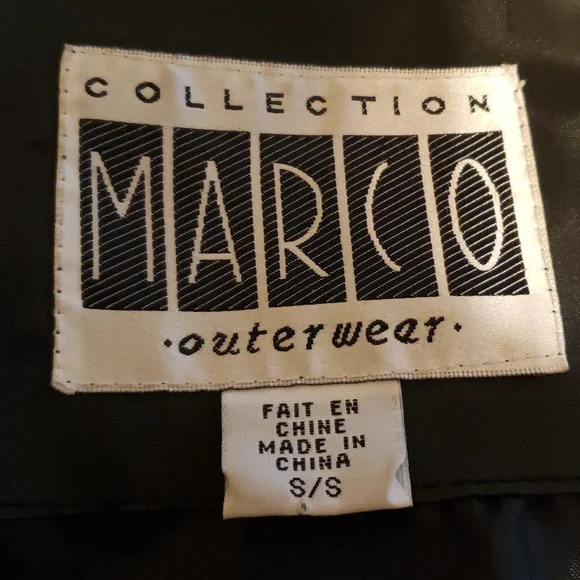 COLLECTION
MARCO
·outerwear·
FAIT EN
CHINE
MADE IN
CHINA
S/S